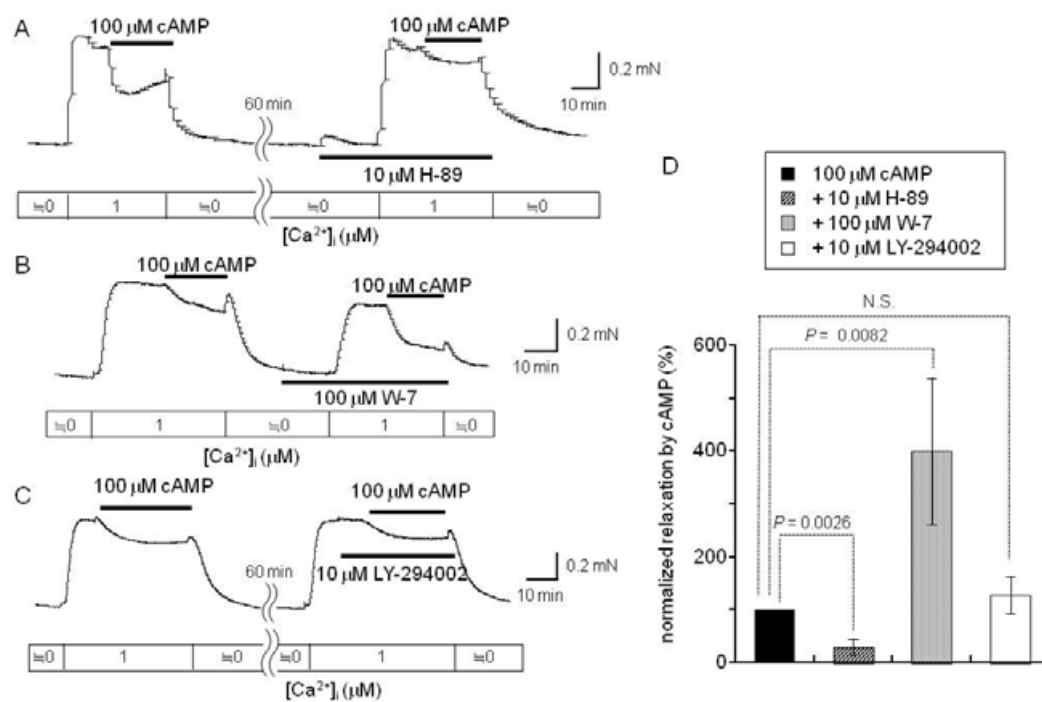 A
100 μM cAMP
100 μM cAMP
0.2 mN
10 min
60 min
10 μM H-89
≒0
1
≒0
≒0
1
≒0
[Ca²⁺]ᵢ (μM)
B
100 μM cAMP
100 μM cAMP
0.2 mN
10 min
100 μM W-7
≒0
1
≒0
1
≒0
[Ca²⁺]ᵢ (μM)
C
100 μM cAMP
100 μM cAMP
0.2 mN
10 min
60 min
10 μM LY-294002
≒0
1
≒0
≒0
1
≒0
[Ca²⁺]ᵢ (μM)
D
100 μM cAMP
+ 10 μM H-89
+ 100 μM W-7
+ 10 μM LY-294002
N.S.
P = 0.0082
P = 0.0026
normalized relaxation by cAMP (%)
600
400
200
100
0